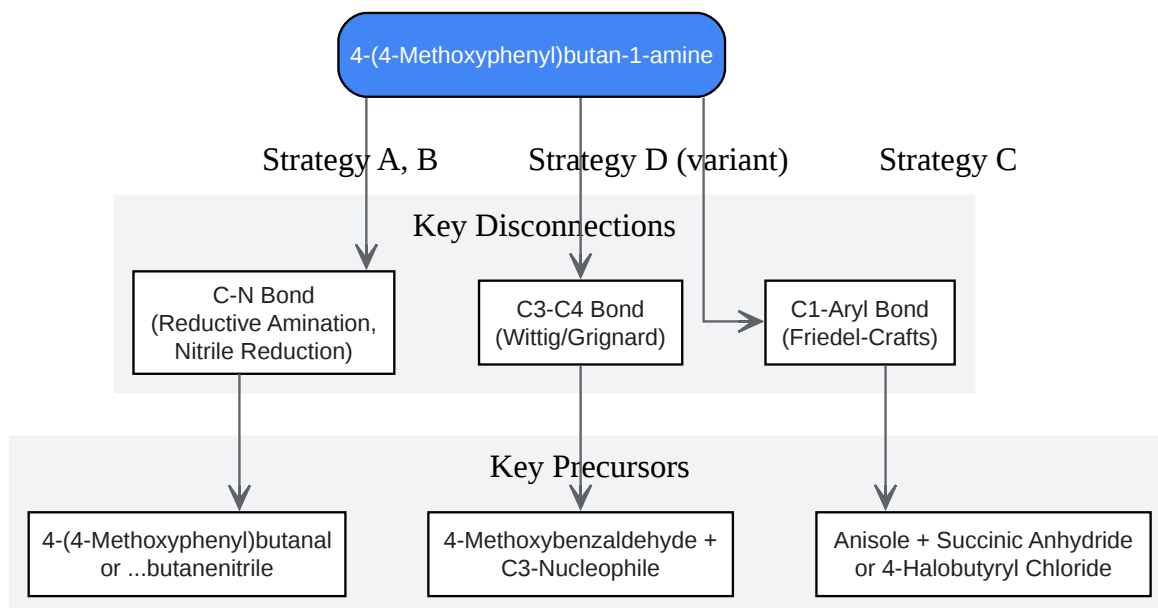 4-(4-Methoxyphenyl)butan-1-amine
Strategy A, B
Strategy D (variant)
Strategy C
Key Disconnections
C-N Bond
(Reductive Amination,
Nitrile Reduction)
C3-C4 Bond
(Wittig/Grignard)
C1-Aryl Bond
(Friedel-Crafts)
Key Precursors
4-(4-Methoxyphenyl)butanal
or ...butanenitrile
4-Methoxybenzaldehyde +
C3-Nucleophile
Anisole + Succinic Anhydride
or 4-Halobutyryl Chloride